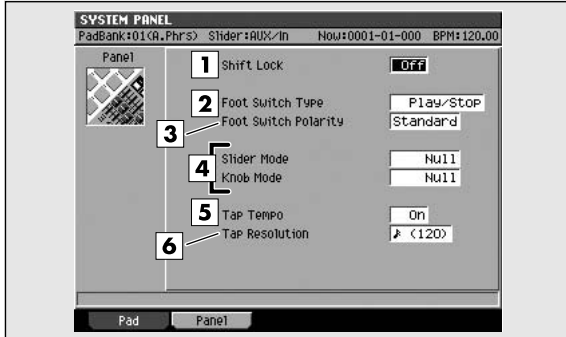 SYSTEM PANEL
PadBank:01(A.Phrs) Slider:AUX/In Now:0001-01-000 BPM:120.00
Panel
1 Shift Lock Off
2 Foot Switch Type Play/Stop
3 Foot Switch Polarity Standard
4 Slider Mode Null
Knob Mode Null
5 Tap Tempo On
6 Tap Resolution ♪ (120)
Pad Panel